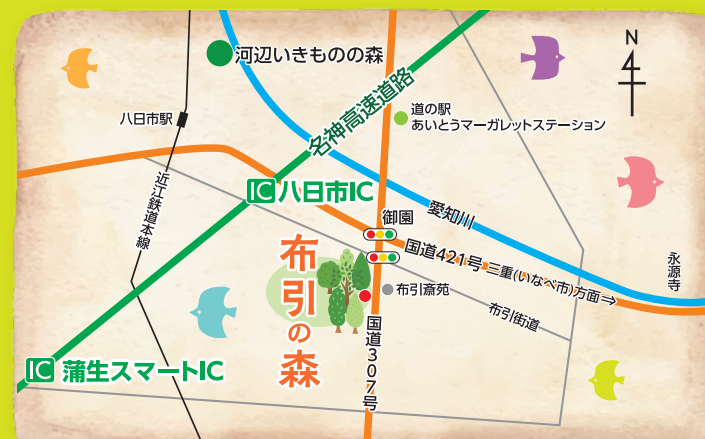 N
河辺いきものの森
八日市駅
道の駅
あいとうマーガレットステーション
名神高速道路
IC 八日市IC
近江鉄道本線
御園
愛知川
国道421号 三重(いなべ市)方面→
永源寺
布引の森
布引斎苑
布引街道
国道307号
IC 蒲生スマートIC